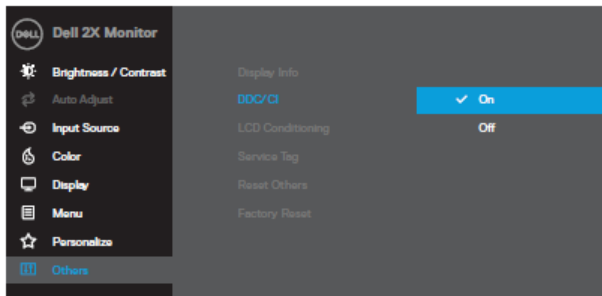 DELL
Dell 2X Monitor
Brightness / Contrast
Auto Adjust
Input Source
Color
Display
Menu
Personalize
Others
Display Info
DDC/CI
LCD Conditioning
Service Tag
Reset Others
Factory Reset
On
Off